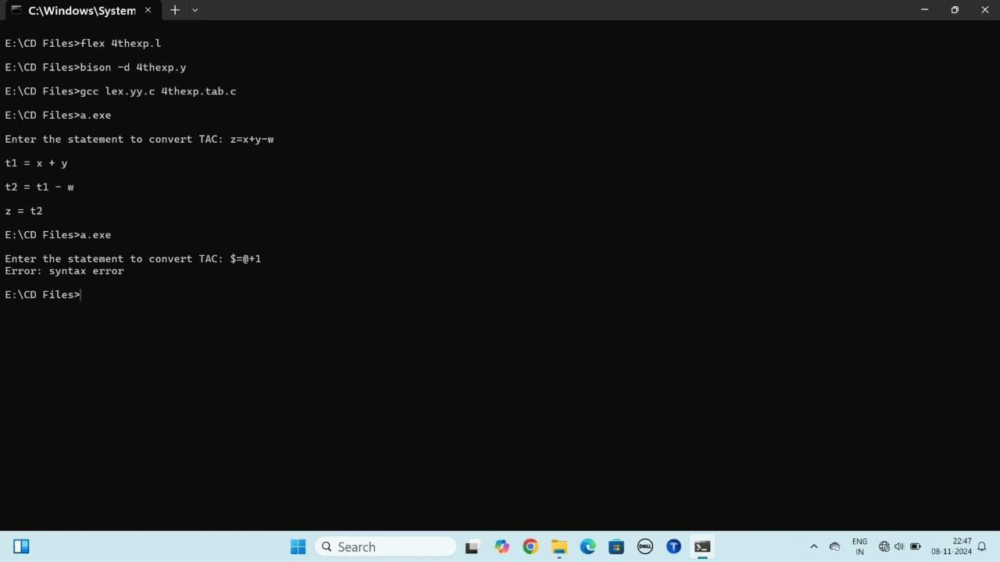 C:\Windows\System
E:\CD Files>flex 4thexp.l
E:\CD Files>bison -d 4thexp.y
E:\CD Files>gcc lex.yy.c 4thexp.tab.c
E:\CD Files>a.exe
Enter the statement to convert TAC: z=x+y-w
t1 = x + y
t2 = t1 - w
z = t2
E:\CD Files>a.exe
Enter the statement to convert TAC: $=@+1
Error: syntax error
E:\CD Files>
Search
DELL
T
ENG
IN
22:47
08-11-2024